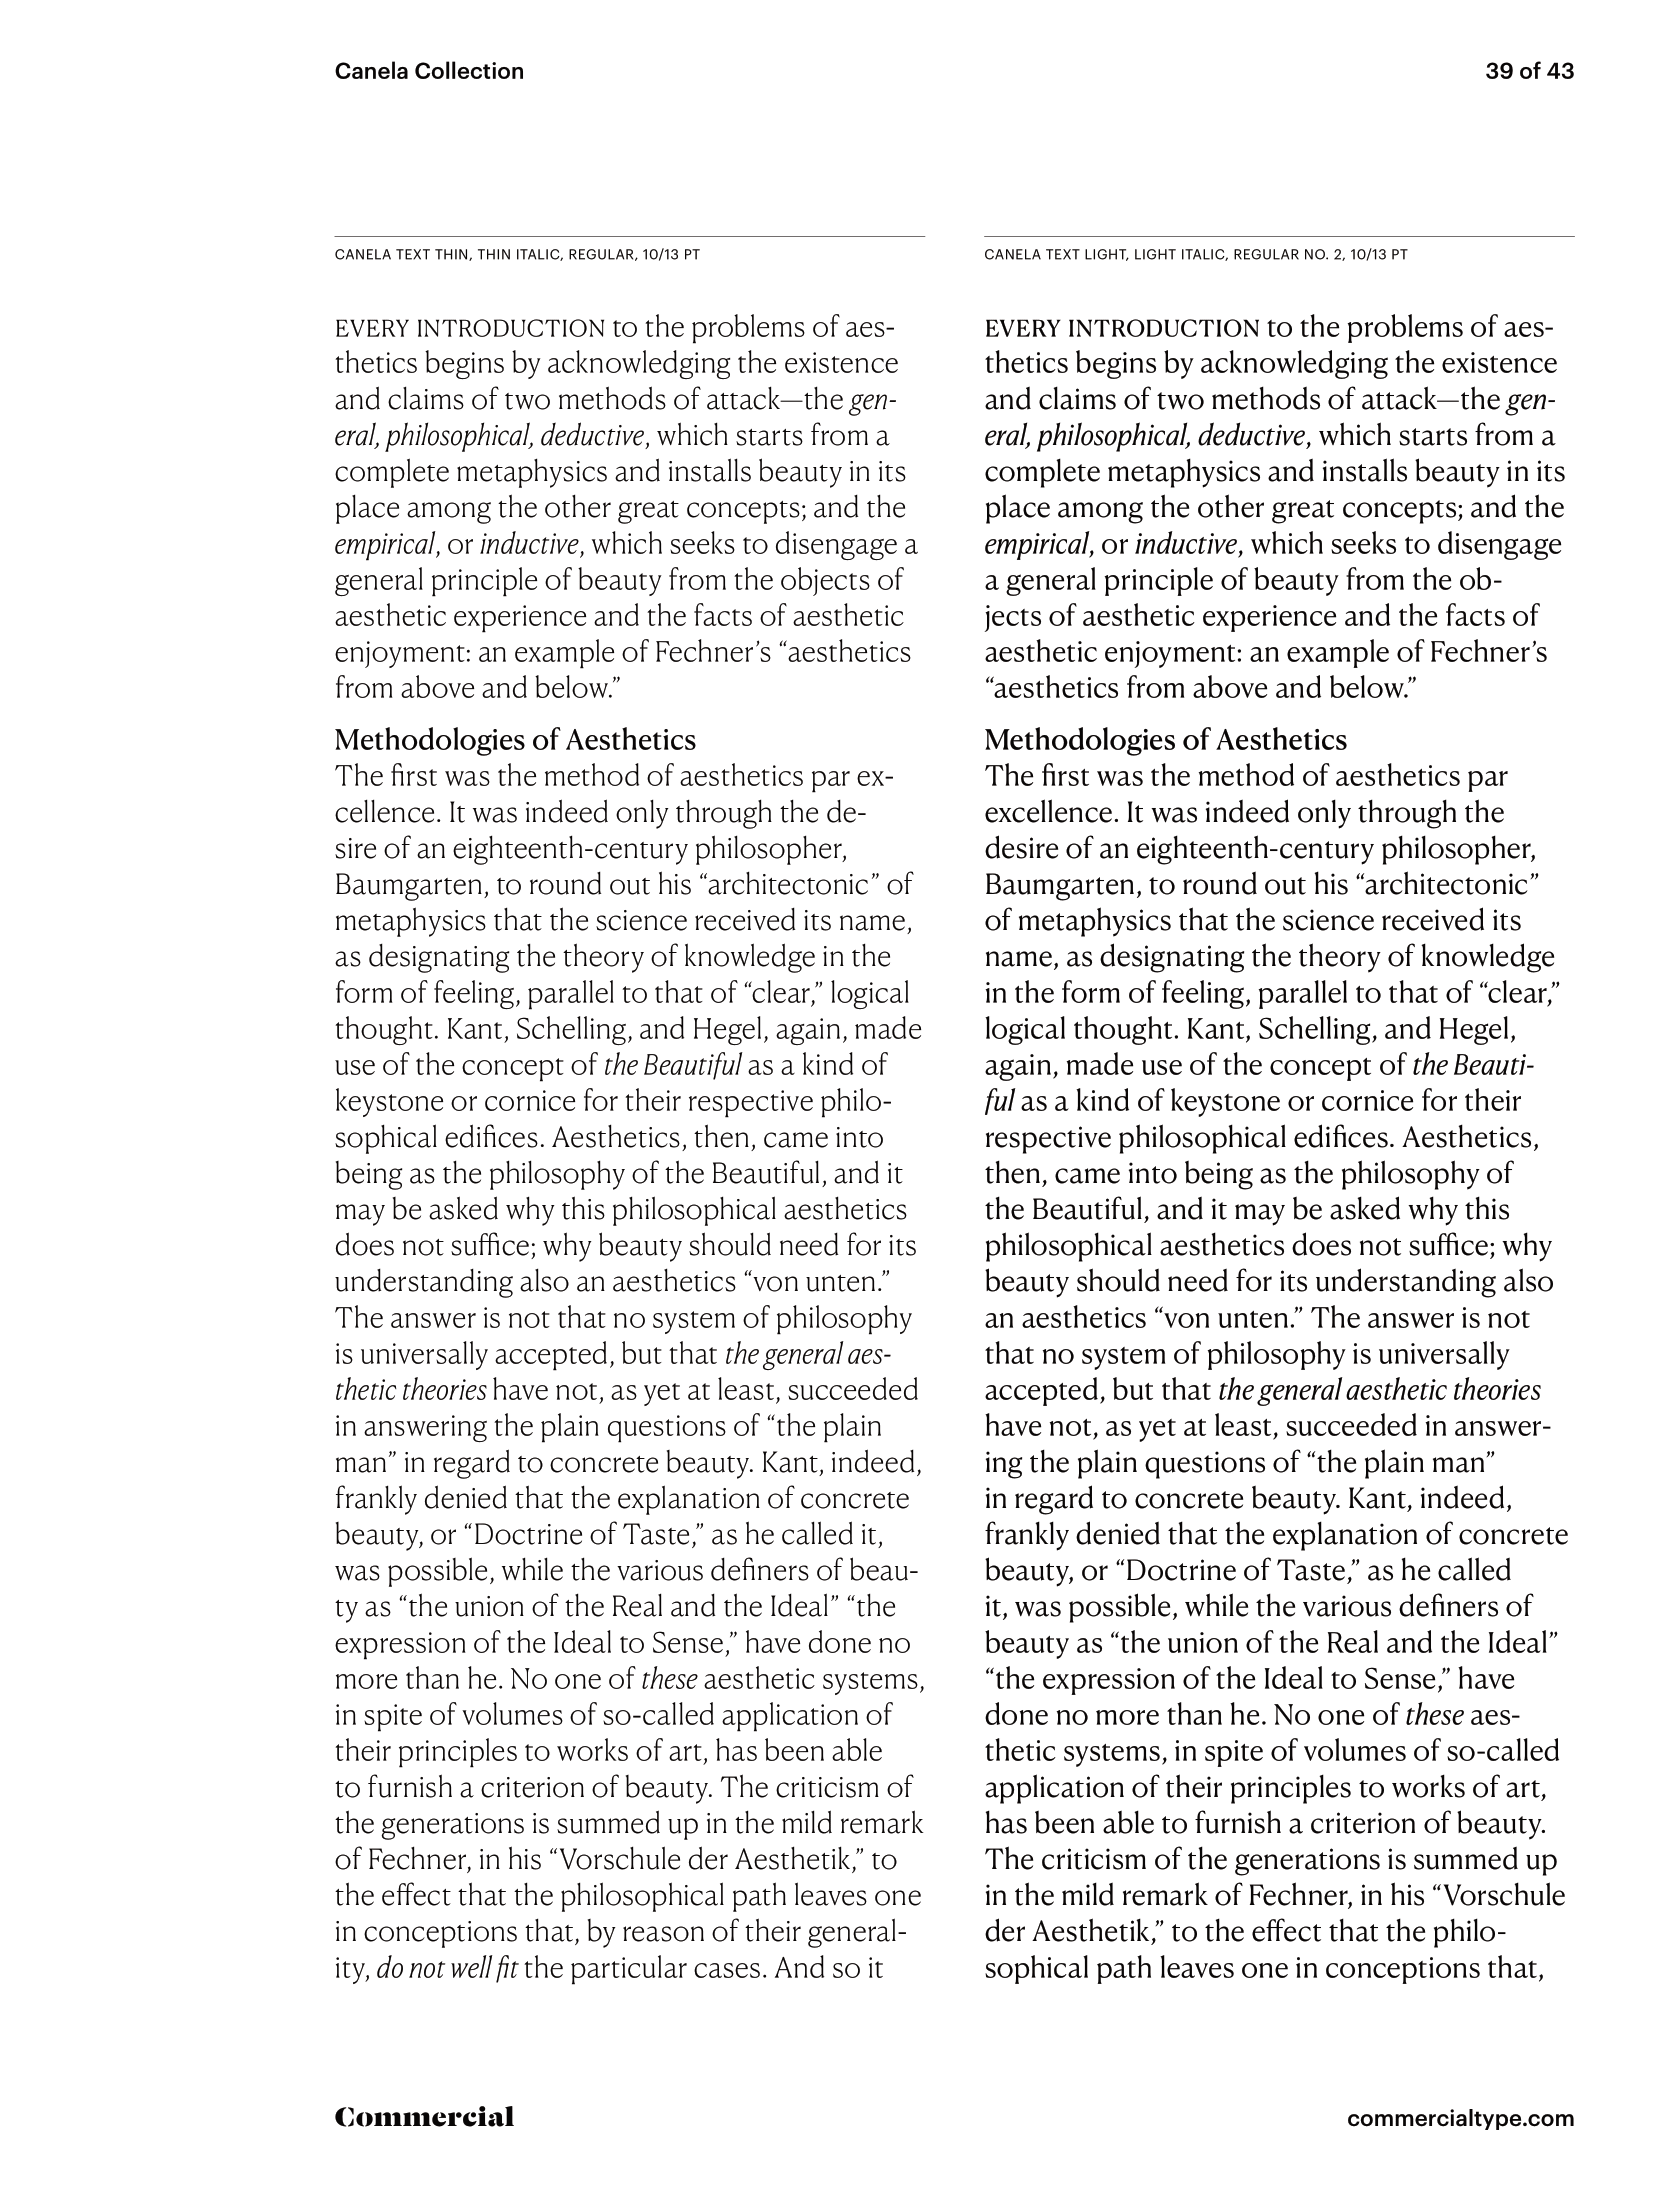 Canela Collection
39 of 43
CANELA TEXT THIN, THIN ITALIC, REGULAR, 10/13 PT
EVERY INTRODUCTION to the problems of aes-
thetics begins by acknowledging the existence
and claims of two methods of attack—the gen-
eral, philosophical, deductive, which starts from a
complete metaphysics and installs beauty in its
place among the other great concepts; and the
empirical, or inductive, which seeks to disengage a
general principle of beauty from the objects of
aesthetic experience and the facts of aesthetic
enjoyment: an example of Fechner’s “aesthetics
from above and below.”
Methodologies of Aesthetics
The first was the method of aesthetics par ex-
cellence. It was indeed only through the de-
sire of an eighteenth-century philosopher,
Baumgarten, to round out his “architectonic” of
metaphysics that the science received its name,
as designating the theory of knowledge in the
form of feeling, parallel to that of “clear,” logical
thought. Kant, Schelling, and Hegel, again, made
use of the concept of the Beautiful as a kind of
keystone or cornice for their respective philo-
sophical edifices. Aesthetics, then, came into
being as the philosophy of the Beautiful, and it
may be asked why this philosophical aesthetics
does not suffice; why beauty should need for its
understanding also an aesthetics “von unten.”
The answer is not that no system of philosophy
is universally accepted, but that the general aes-
thetic theories have not, as yet at least, succeeded
in answering the plain questions of “the plain
man” in regard to concrete beauty. Kant, indeed,
frankly denied that the explanation of concrete
beauty, or “Doctrine of Taste,” as he called it,
was possible, while the various definers of beau-
ty as “the union of the Real and the Ideal” “the
expression of the Ideal to Sense,” have done no
more than he. No one of these aesthetic systems,
in spite of volumes of so-called application of
their principles to works of art, has been able
to furnish a criterion of beauty. The criticism of
the generations is summed up in the mild remark
of Fechner, in his “Vorschule der Aesthetik,” to
the effect that the philosophical path leaves one
in conceptions that, by reason of their general-
ity, do not well fit the particular cases. And so it
CANELA TEXT LIGHT, LIGHT ITALIC, REGULAR NO. 2, 10/13 PT
EVERY INTRODUCTION to the problems of aes-
thetics begins by acknowledging the existence
and claims of two methods of attack—the gen-
eral, philosophical, deductive, which starts from a
complete metaphysics and installs beauty in its
place among the other great concepts; and the
empirical, or inductive, which seeks to disengage
a general principle of beauty from the ob-
jects of aesthetic experience and the facts of
aesthetic enjoyment: an example of Fechner’s
“aesthetics from above and below.”
Methodologies of Aesthetics
The first was the method of aesthetics par
excellence. It was indeed only through the
desire of an eighteenth-century philosopher,
Baumgarten, to round out his “architectonic”
of metaphysics that the science received its
name, as designating the theory of knowledge
in the form of feeling, parallel to that of “clear,”
logical thought. Kant, Schelling, and Hegel,
again, made use of the concept of the Beauti-
ful as a kind of keystone or cornice for their
respective philosophical edifices. Aesthetics,
then, came into being as the philosophy of
the Beautiful, and it may be asked why this
philosophical aesthetics does not suffice; why
beauty should need for its understanding also
an aesthetics “von unten.” The answer is not
that no system of philosophy is universally
accepted, but that the general aesthetic theories
have not, as yet at least, succeeded in answer-
ing the plain questions of “the plain man”
in regard to concrete beauty. Kant, indeed,
frankly denied that the explanation of concrete
beauty, or “Doctrine of Taste,” as he called
it, was possible, while the various definers of
beauty as “the union of the Real and the Ideal”
“the expression of the Ideal to Sense,” have
done no more than he. No one of these aes-
thetic systems, in spite of volumes of so-called
application of their principles to works of art,
has been able to furnish a criterion of beauty.
The criticism of the generations is summed up
in the mild remark of Fechner, in his “Vorschule
der Aesthetik,” to the effect that the philo-
sophical path leaves one in conceptions that,
Commercial
commercialtype.com